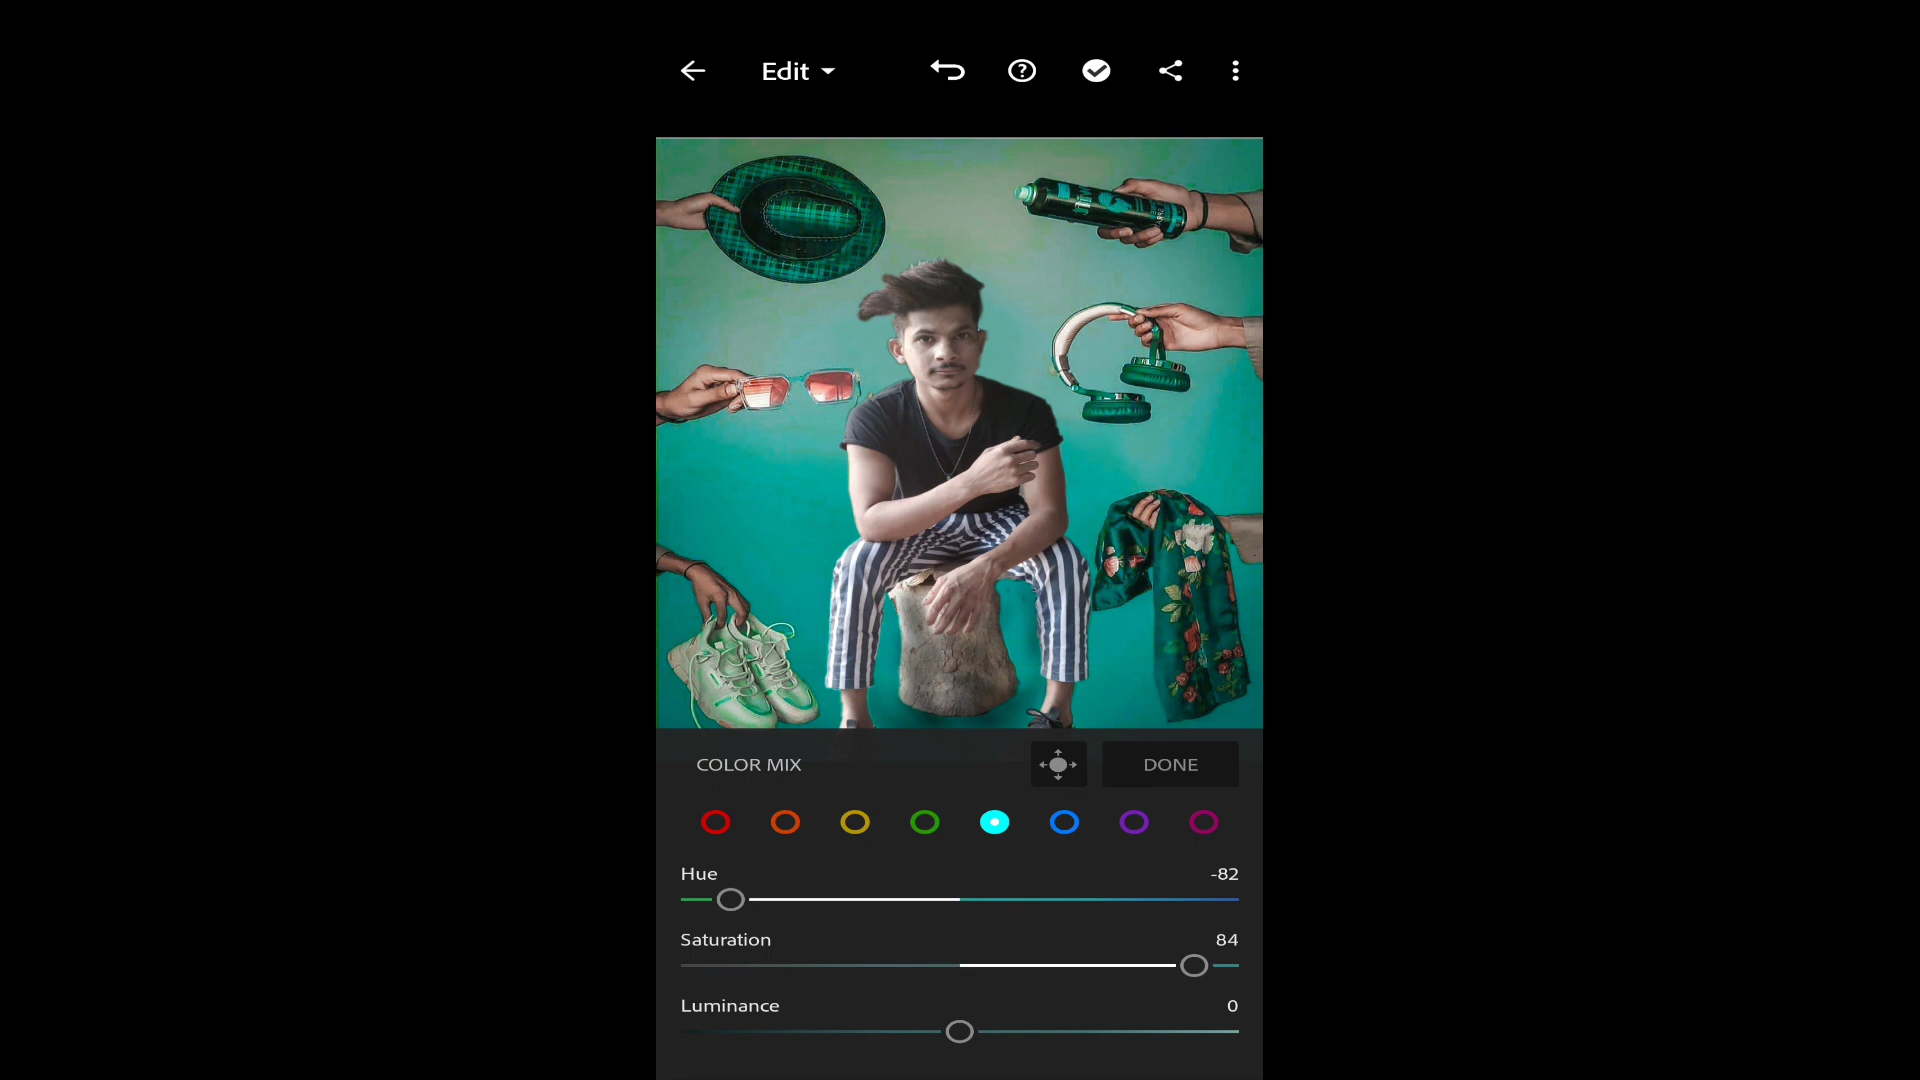 Edit
COLOR MIX
DONE
Hue
-82
Saturation
84
Luminance
0